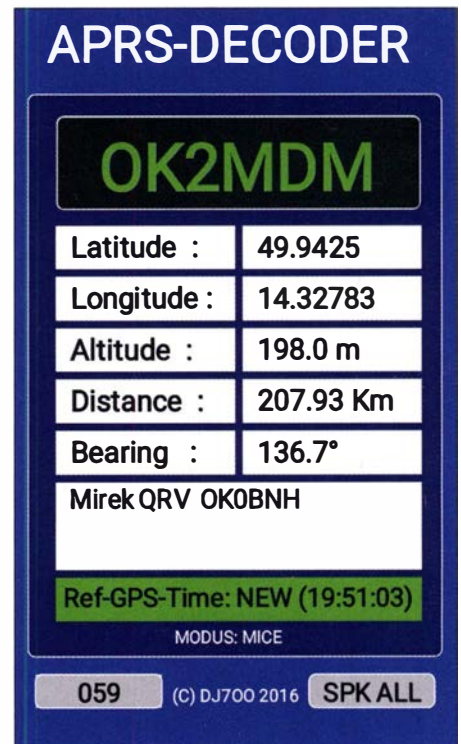 APRS-DECODER
OK2MDM
Latitude : 49.9425
Longitude : 14.32783
Altitude : 198.0 m
Distance : 207.93 Km
Bearing : 136.7°
Mirek QRV OK0BNH
Ref-GPS-Time: NEW (19:51:03)
MODUS: MICE
059 (C) DJ7OO 2016 SPK ALL